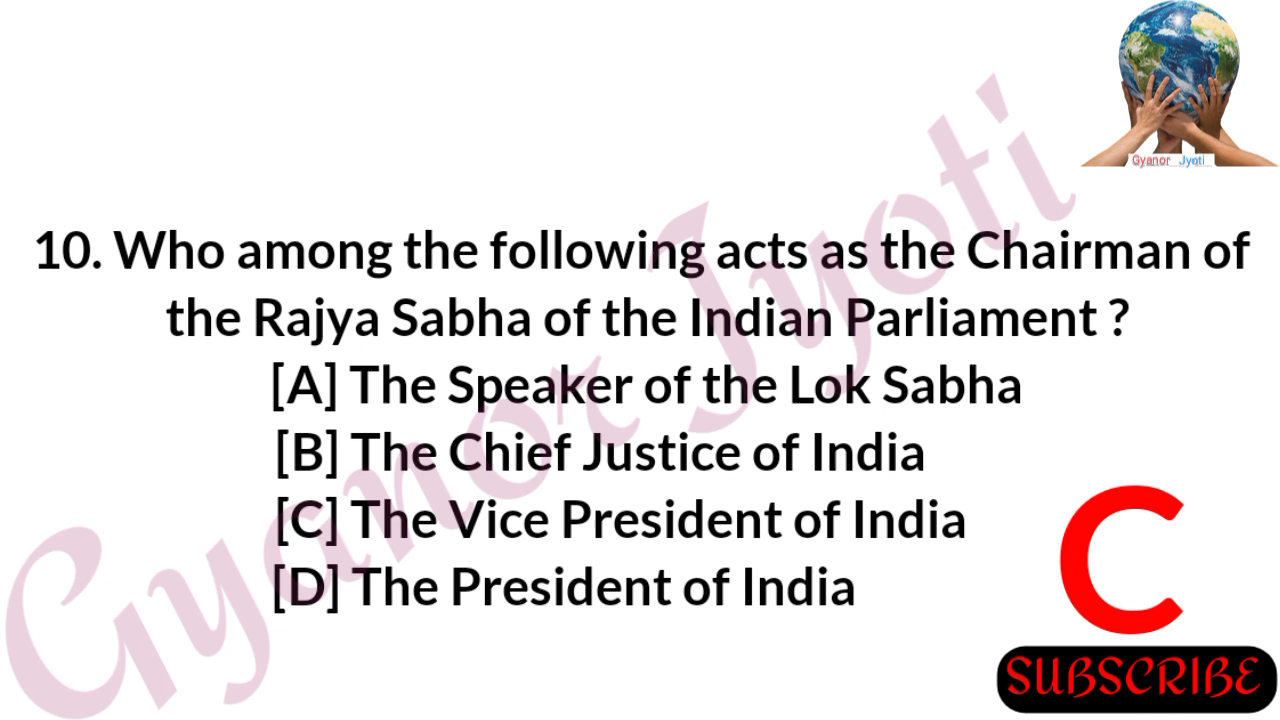 Gyanor Jyoti
10. Who among the following acts as the Chairman of
the Rajya Sabha of the Indian Parliament ?
[A] The Speaker of the Lok Sabha
[B] The Chief Justice of India
[C] The Vice President of India
[D] The President of India
C
SUBSCRIBE
Gyanor Jyoti